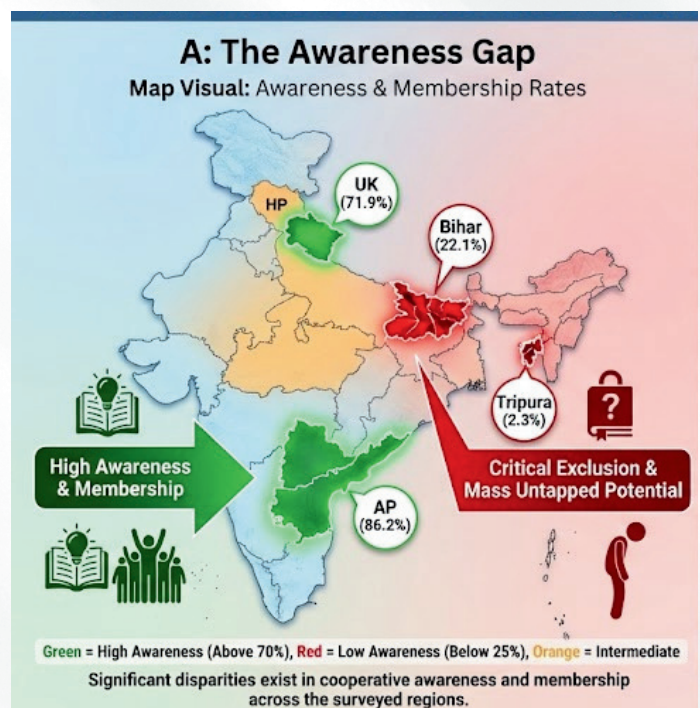 A: The Awareness Gap
Map Visual: Awareness & Membership Rates
HP
UK
(71.9%)
Bihar
(22.1%)
Tripura
(2.3%)
?
High Awareness
& Membership
Critical Exclusion &
Mass Untapped Potential
AP
(86.2%)
Green = High Awareness (Above 70%), Red = Low Awareness (Below 25%), Orange = Intermediate
Significant disparities exist in cooperative awareness and membership
across the surveyed regions.